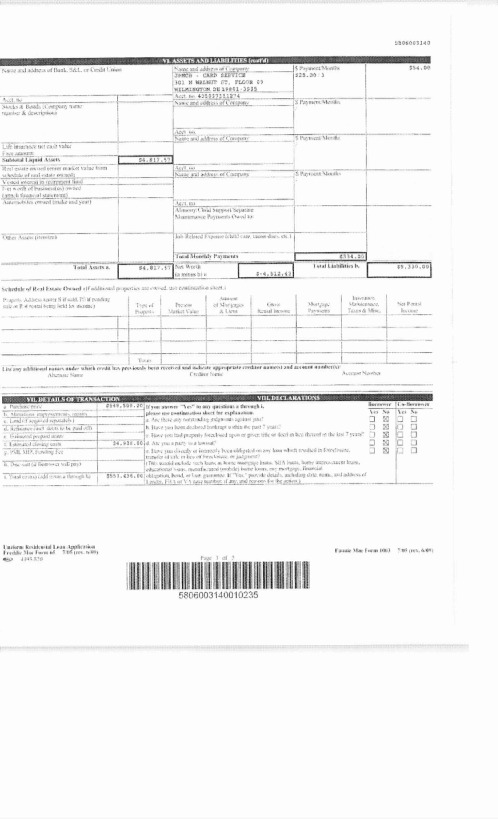 5806003140
VI. ASSETS AND LIABILITIES (cont'd)
Name and address of Bank, S&L, or Credit Union
Name and address of Company
$ Payment/Months
$94.00
CARD SERVICE
301 N WALNUT ST, FLOOR 09
WILMINGTON DE 19801-3935
$25.00
Acct. no.
Acct. no.
Stocks & Bonds (Company name
number & description)
Name and address of Company
$ Payment/Months
Acct. no.
Name and address of Company
$ Payment/Months
Life insurance net cash value
Face amount:
Subtotal Liquid Assets
$4,817.57
Real estate owned (enter market value from
schedule of real estate owned)
Acct. no.
Name and address of Company
$ Payment/Months
Vested interest in retirement fund
Net worth of business(es) owned
(attach financial statement)
Automobiles owned (make and year)
Acct. no.
Alimony/Child Support/Separate
Maintenance Payments Owed to:
Other Assets (itemize)
Job Related Expense (child care, union dues, etc.)
Total Monthly Payments
$334.00
Total Assets a.
$4,817.57
Net Worth
(a minus b)
$-4,512.43
Total Liabilities b.
$9,330.00
Schedule of Real Estate Owned (if additional properties are owned, use continuation sheet.)
Property Address (enter S if sold, PS if pending
sale or R if rental being held for income)
Type of
Property
Present
Market Value
Amount
of Mortgages
& Liens
Gross
Rental Income
Mortgage
Payments
Insurance,
Maintenance,
Taxes & Misc.
Net Rental
Income
Totals
List any additional names under which credit has previously been received and indicate appropriate creditor name(s) and account number(s):
Alternate Name
Creditor Name
Account Number
VII. DETAILS OF TRANSACTION
VIII. DECLARATIONS
a. Purchase price
If you answer "Yes" to any questions a through i,
please use continuation sheet for explanation.
Borrower
Co-Borrower
Yes No
Yes No
b. Alterations, improvements, repairs
c. Land (if acquired separately)
d. Refinance (incl. debts to be paid off)
e. Estimated prepaid items
f. Estimated closing costs
g. PMI, MIP, Funding Fee
h. Discount (if Borrower will pay)
i. Total costs (add items a through h)
a. Are there any outstanding judgments against you?
b. Have you been declared bankrupt within the past 7 years?
c. Have you had property foreclosed upon or given title or deed in lieu thereof in the last 7 years?
d. Are you a party to a lawsuit?
e. Have you directly or indirectly been obligated on any loan which resulted in foreclosure,
transfer of title in lieu of foreclosure, or judgment?
(This would include such loans as home mortgage loans, SBA loans, home improvement loans,
educational loans, manufactured (mobile) home loans, any mortgage, financial
obligation, bond, or loan guarantee. If "Yes," provide details, including date, name, and address of
Lender, FHA or VA case number, if any, and reasons for the action.)
Uniform Residential Loan Application
Freddie Mac Form 65 7/05 (rev. 6/09)
Fannie Mae Form 1003 7/05 (rev. 6/09)
5806003140010235